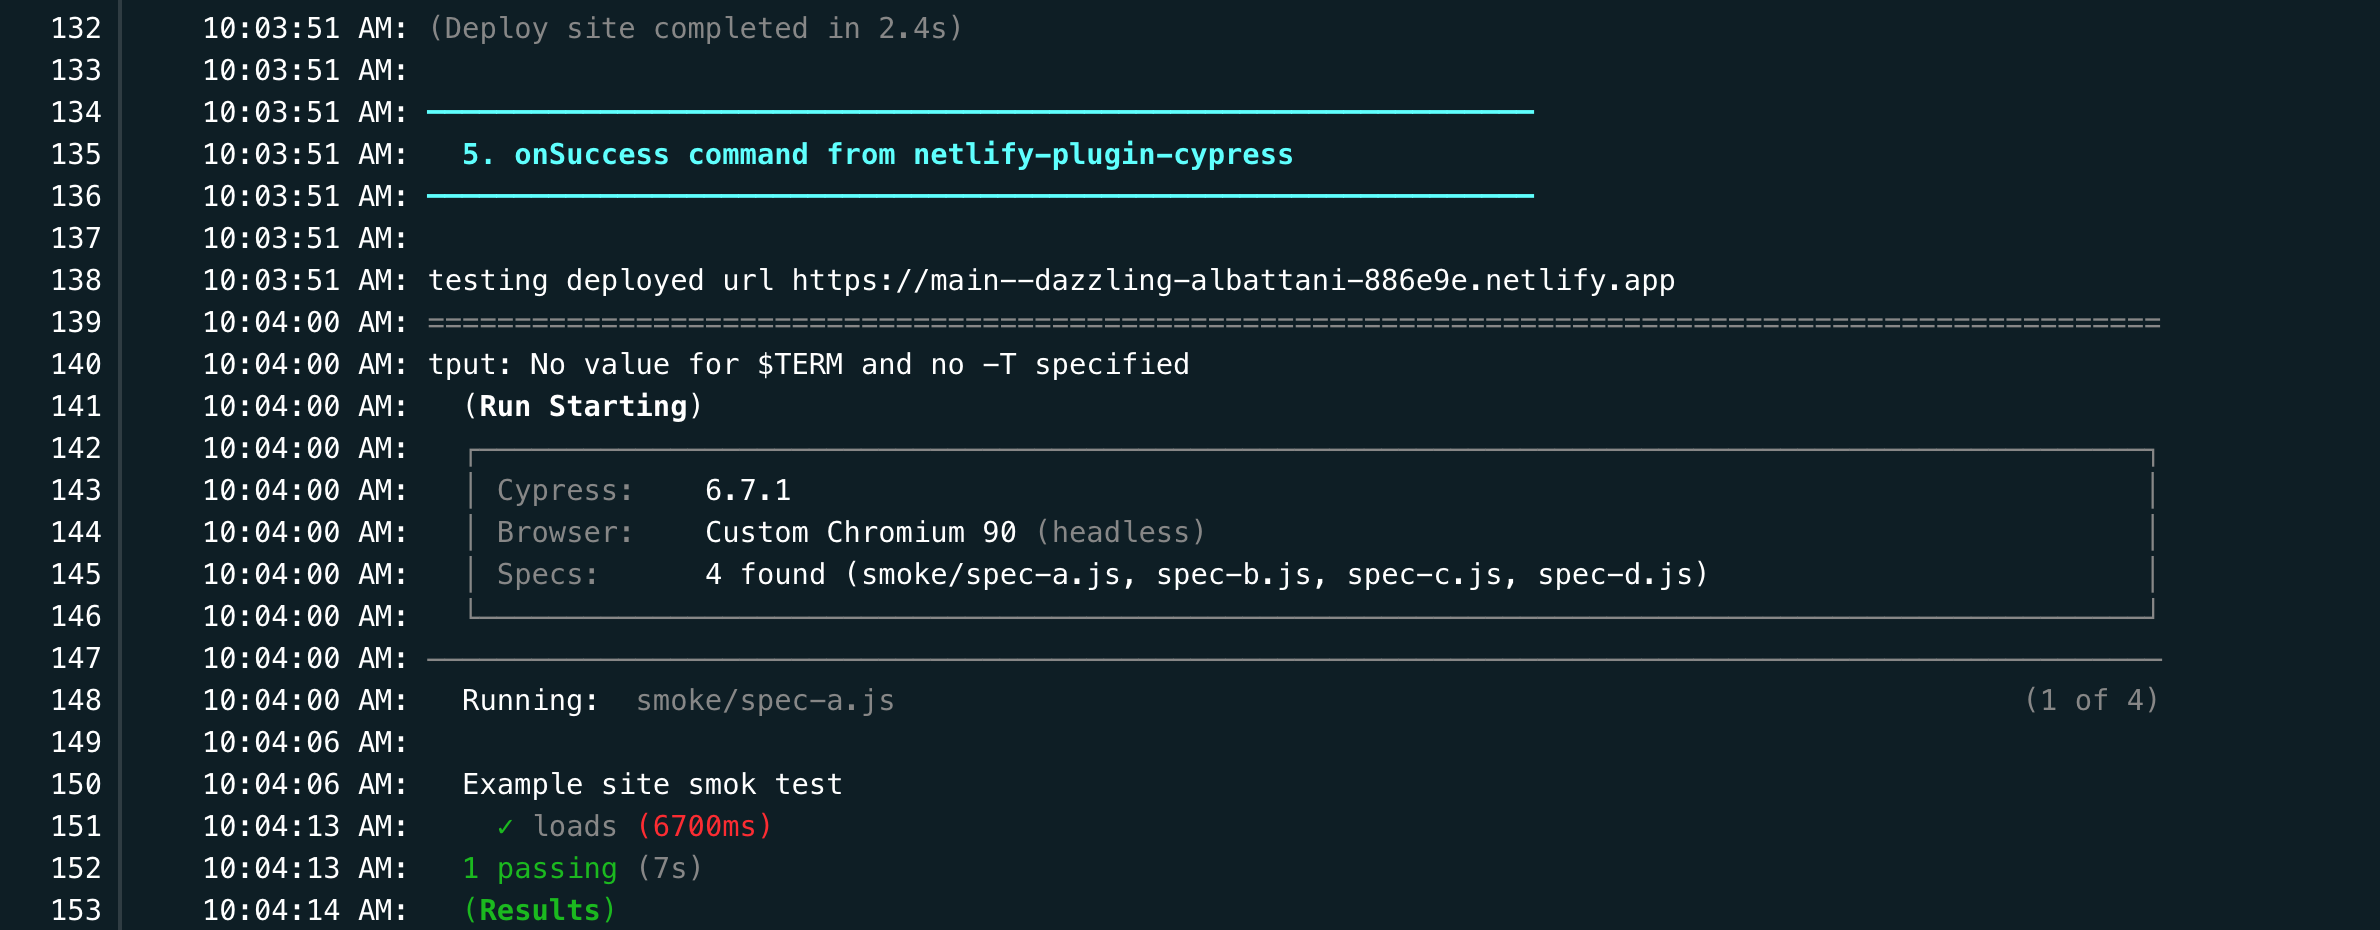 132 10:03:51 AM: (Deploy site completed in 2.4s)
133 10:03:51 AM:
134 10:03:51 AM: ────────────────────────────────────────────────────────────────
135 10:03:51 AM:   5. onSuccess command from netlify-plugin-cypress
136 10:03:51 AM: ────────────────────────────────────────────────────────────────
137 10:03:51 AM:
138 10:03:51 AM: testing deployed url https://main--dazzling-albattani-886e9e.netlify.app
139 10:04:00 AM: ====================================================================================================
140 10:04:00 AM: tput: No value for $TERM and no -T specified
141 10:04:00 AM:   (Run Starting)
142 10:04:00 AM:   ┌────────────────────────────────────────────────────────────────────────────────────────────────┐
143 10:04:00 AM:   │ Cypress:    6.7.1                                                                              │
144 10:04:00 AM:   │ Browser:    Custom Chromium 90 (headless)                                                      │
145 10:04:00 AM:   │ Specs:      4 found (smoke/spec-a.js, spec-b.js, spec-c.js, spec-d.js)                         │
146 10:04:00 AM:   └────────────────────────────────────────────────────────────────────────────────────────────────┘
147 10:04:00 AM: ────────────────────────────────────────────────────────────────────────────────────────────────────
148 10:04:00 AM:   Running:  smoke/spec-a.js                                                                 (1 of 4)
149 10:04:06 AM:
150 10:04:06 AM:   Example site smok test
151 10:04:13 AM:     ✓ loads (6700ms)
152 10:04:13 AM:   1 passing (7s)
153 10:04:14 AM:   (Results)